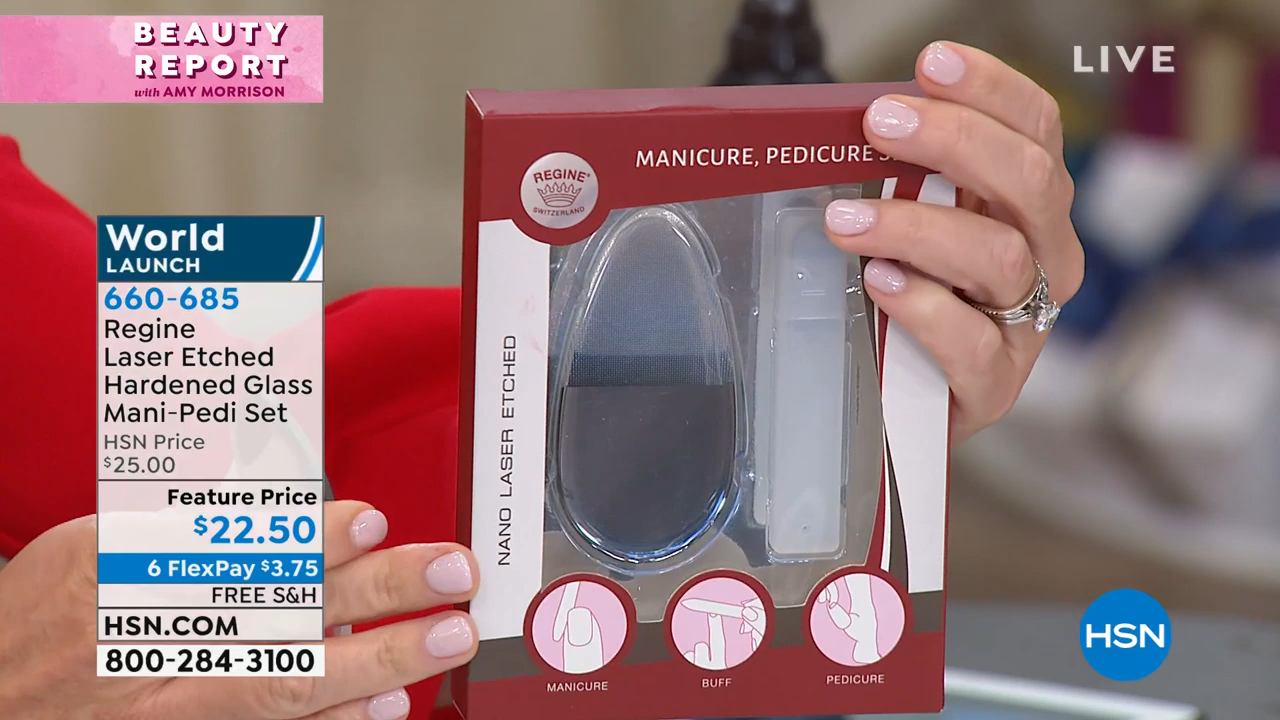 BEAUTY
REPORT
with AMY MORRISON
LIVE
World
LAUNCH
660-685
Regine
Laser Etched
Hardened Glass
Mani-Pedi Set
HSN Price
$25.00
Feature Price
$22.50
6 FlexPay $3.75
FREE S&H
HSN.COM
800-284-3100
MANICURE, PEDICURE
REGINE®
SWITZERLAND
NANO LASER ETCHED
MANICURE
BUFF
PEDICURE
HSN